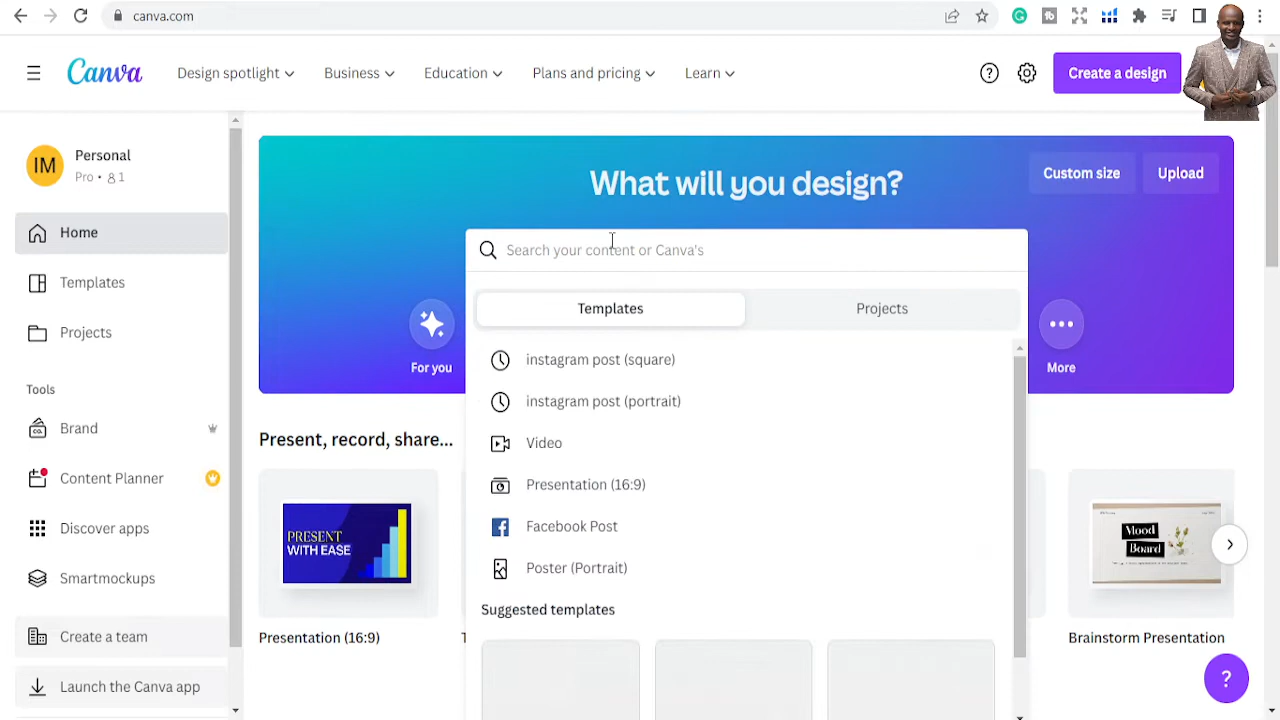 canva.com
Canva
Design spotlight
Business
Education
Plans and pricing
Learn
Create a design
IM
Personal
Pro • 1
Home
Templates
Projects
Tools
Brand
Content Planner
Discover apps
Smartmockups
Create a team
Launch the Canva app
What will you design?
Custom size
Upload
Search your content or Canva's
Templates
Projects
For you
More
instagram post (square)
instagram post (portrait)
Video
Presentation (16:9)
Facebook Post
Poster (Portrait)
Suggested templates
Present, record, share...
PRESENT
WITH EASE
Presentation (16:9)
T
Mood
Board
Brainstorm Presentation
?